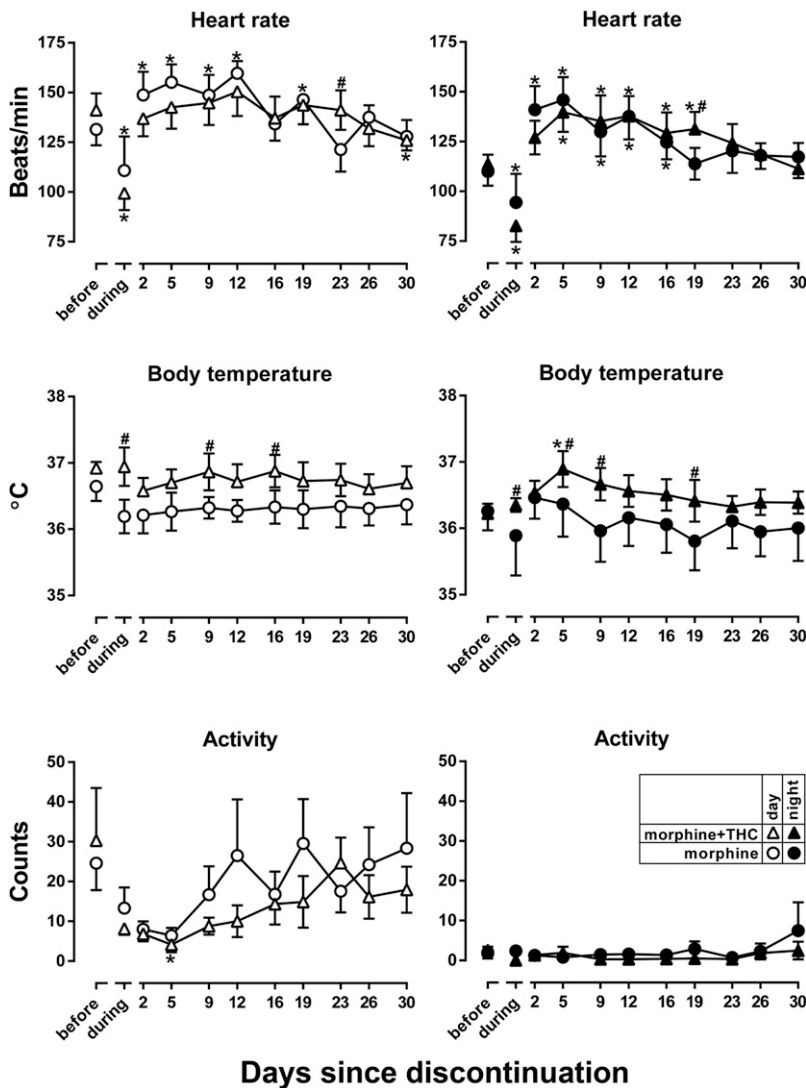 Heart rate
Heart rate
Beats/min
175
150
125
100
75
* * * * * # * * *
before during 2 5 9 12 16 19 23 26 30
175
150
125
100
75
* * * * * *# * * * * *
before during 2 5 9 12 16 19 23 26 30
Body temperature
Body temperature
°C
38
37
36
35
# # #
before during 2 5 9 12 16 19 23 26 30
38
37
36
35
# *# # #
before during 2 5 9 12 16 19 23 26 30
Activity
Activity
Counts
50
40
30
20
10
0
*
before during 2 5 9 12 16 19 23 26 30
50
40
30
20
10
0
day night
morphine+THC
morphine
before during 2 5 9 12 16 19 23 26 30
Days since discontinuation